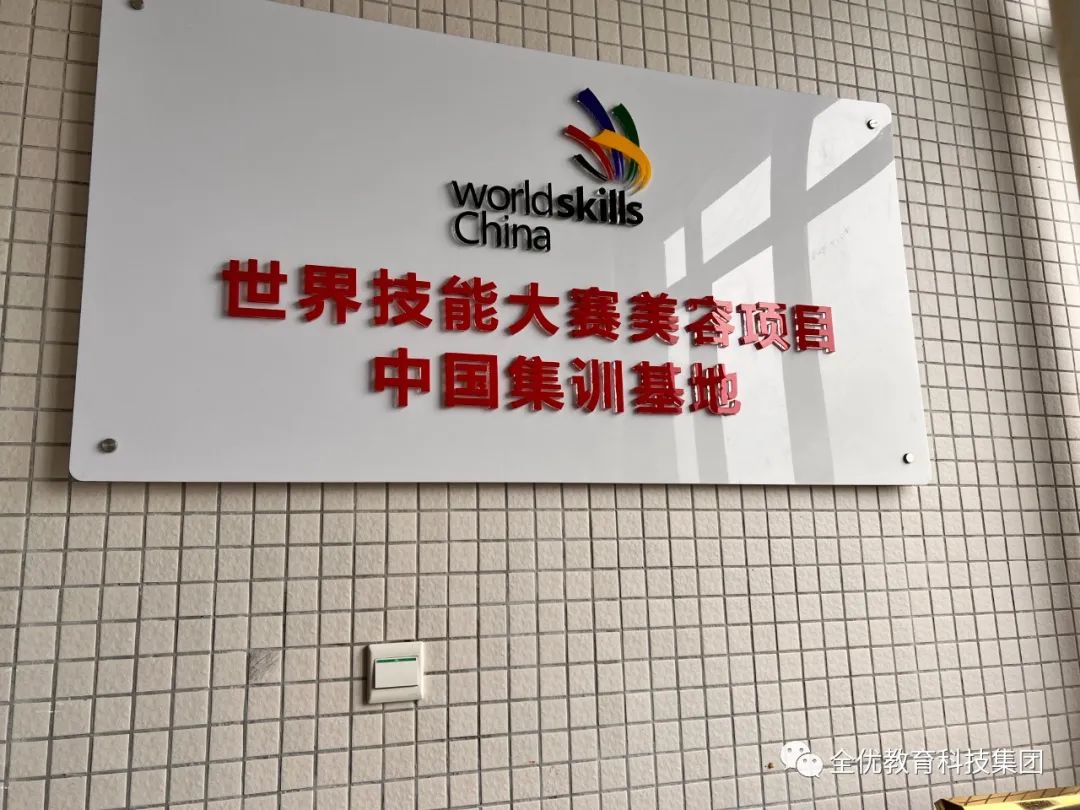 worldskills
China
世界技能大赛美容项目
中国集训基地
全优教育科技集团